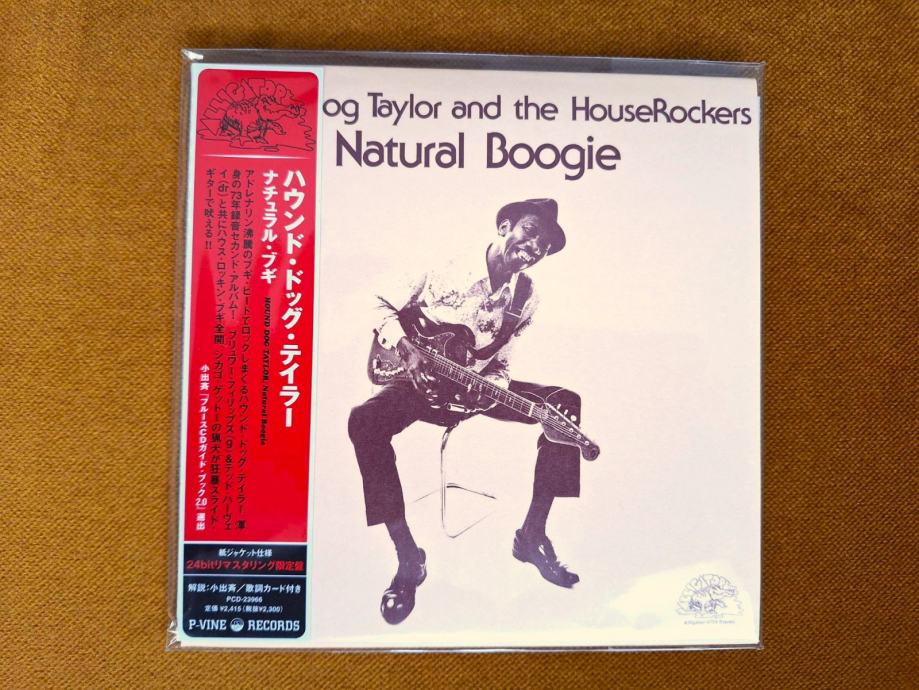 ALLIGATOR
og Taylor and the HouseRockers
Natural Boogie
ハウンド・ドッグ・テイラー
ナチュラル・ブギ
HOUND DOG TAYLOR/Natural Boogie
アドレナリン沸騰のブギ・ビートでロックしまくるハウンド・ドッグ・テイラー、渾
身の73年録音セカンド・アルバム! ブリュワー・フィリップス(g)&テッド・ハーヴェ
イ(dr)と共にハウス・ロッキン・ブギ全開、シカゴ・ゲットーの猟犬が狂暴スライド・
ギターで吠える!!
小出斉「ブルースCDガイド・ブック2.0」選出
紙ジャケット仕様
24bitリマスタリング限定盤
解説:小出斉/歌詞カード付き
PCD-23966
定価 ¥2,415(税抜¥2,300)
P-VINE RECORDS